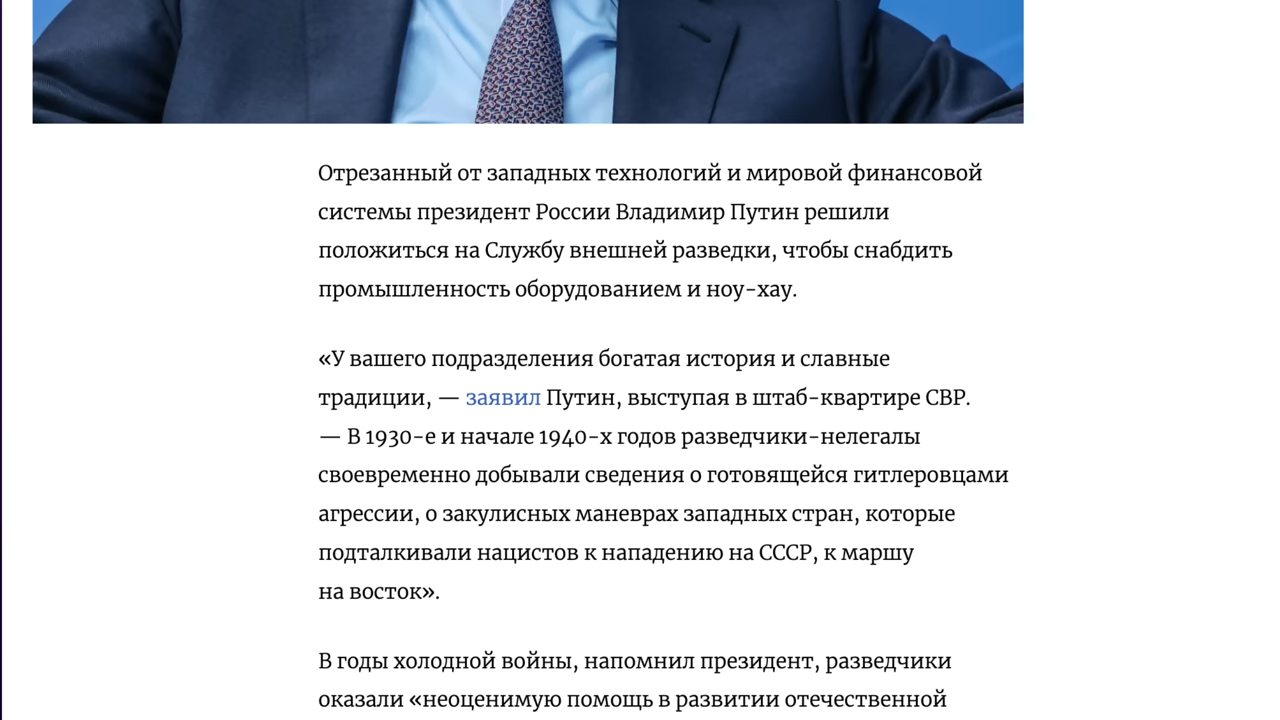 Отрезанный от западных технологий и мировой финансовой
системы президент России Владимир Путин решили
положиться на Службу внешней разведки, чтобы снабдить
промышленность оборудованием и ноу-хау.
«У вашего подразделения богатая история и славные
традиции, — заявил Путин, выступая в штаб-квартире СВР.
— В 1930-е и начале 1940-х годов разведчики-нелегалы
своевременно добывали сведения о готовящейся гитлеровцами
агрессии, о закулисных маневрах западных стран, которые
подталкивали нацистов к нападению на СССР, к маршу
на восток».
В годы холодной войны, напомнил президент, разведчики
оказали «неоценимую помощь в развитии отечественной